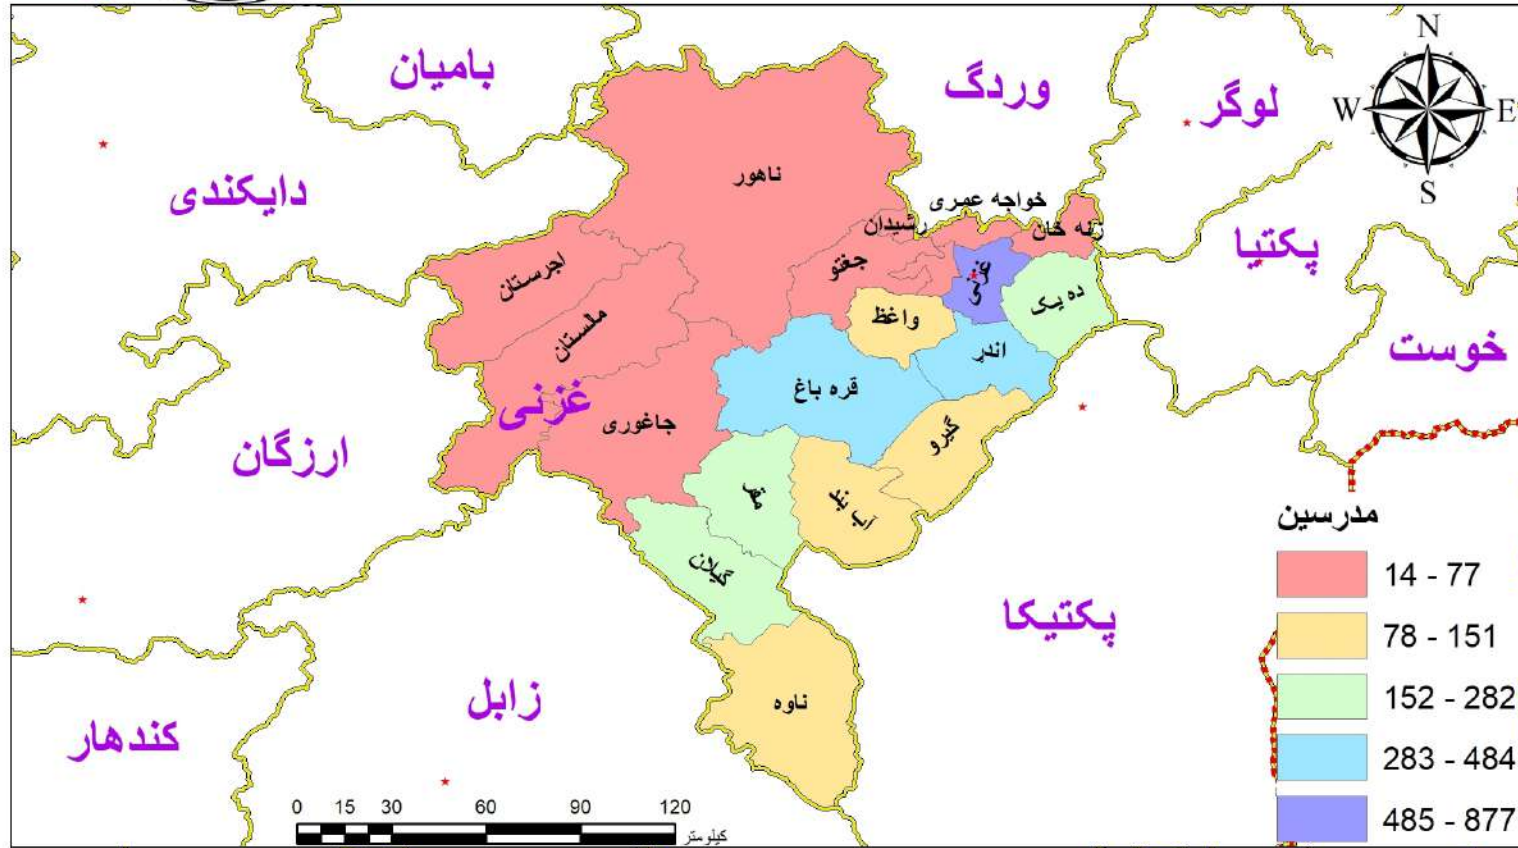 N
W
E
S
بامیان
وردگ
لوگر
دایکندی
پکتیا
خوست
ناهور
خواجه عمری
رشیدان
زنه خان
جغتو
غزنی
ده یک
اجرستان
مالستان
واغظ
اندر
قره باغ
غزنی
جاغوری
گیرو
ارزگان
مقر
آب بند
گیلان
پکتیکا
ناوه
زابل
کندهار
مدرسین
14 - 77
78 - 151
152 - 282
283 - 484
485 - 877
0 15 30 60 90 120
کیلومتر